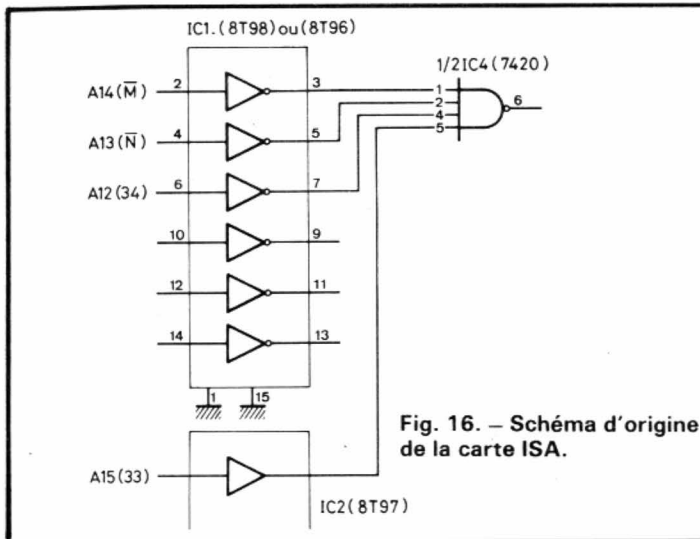 IC1.(8T98)ou(8T96)
1/2IC4(7420)
A14(M̅) 2 3 1 6
2
A13(N̅) 4 5 4
5
A12(34) 6 7
10 9
12 11
14 13
1 15
Fig. 16. – Schéma d'origine
de la carte ISA.
A15(33)
IC2(8T97)